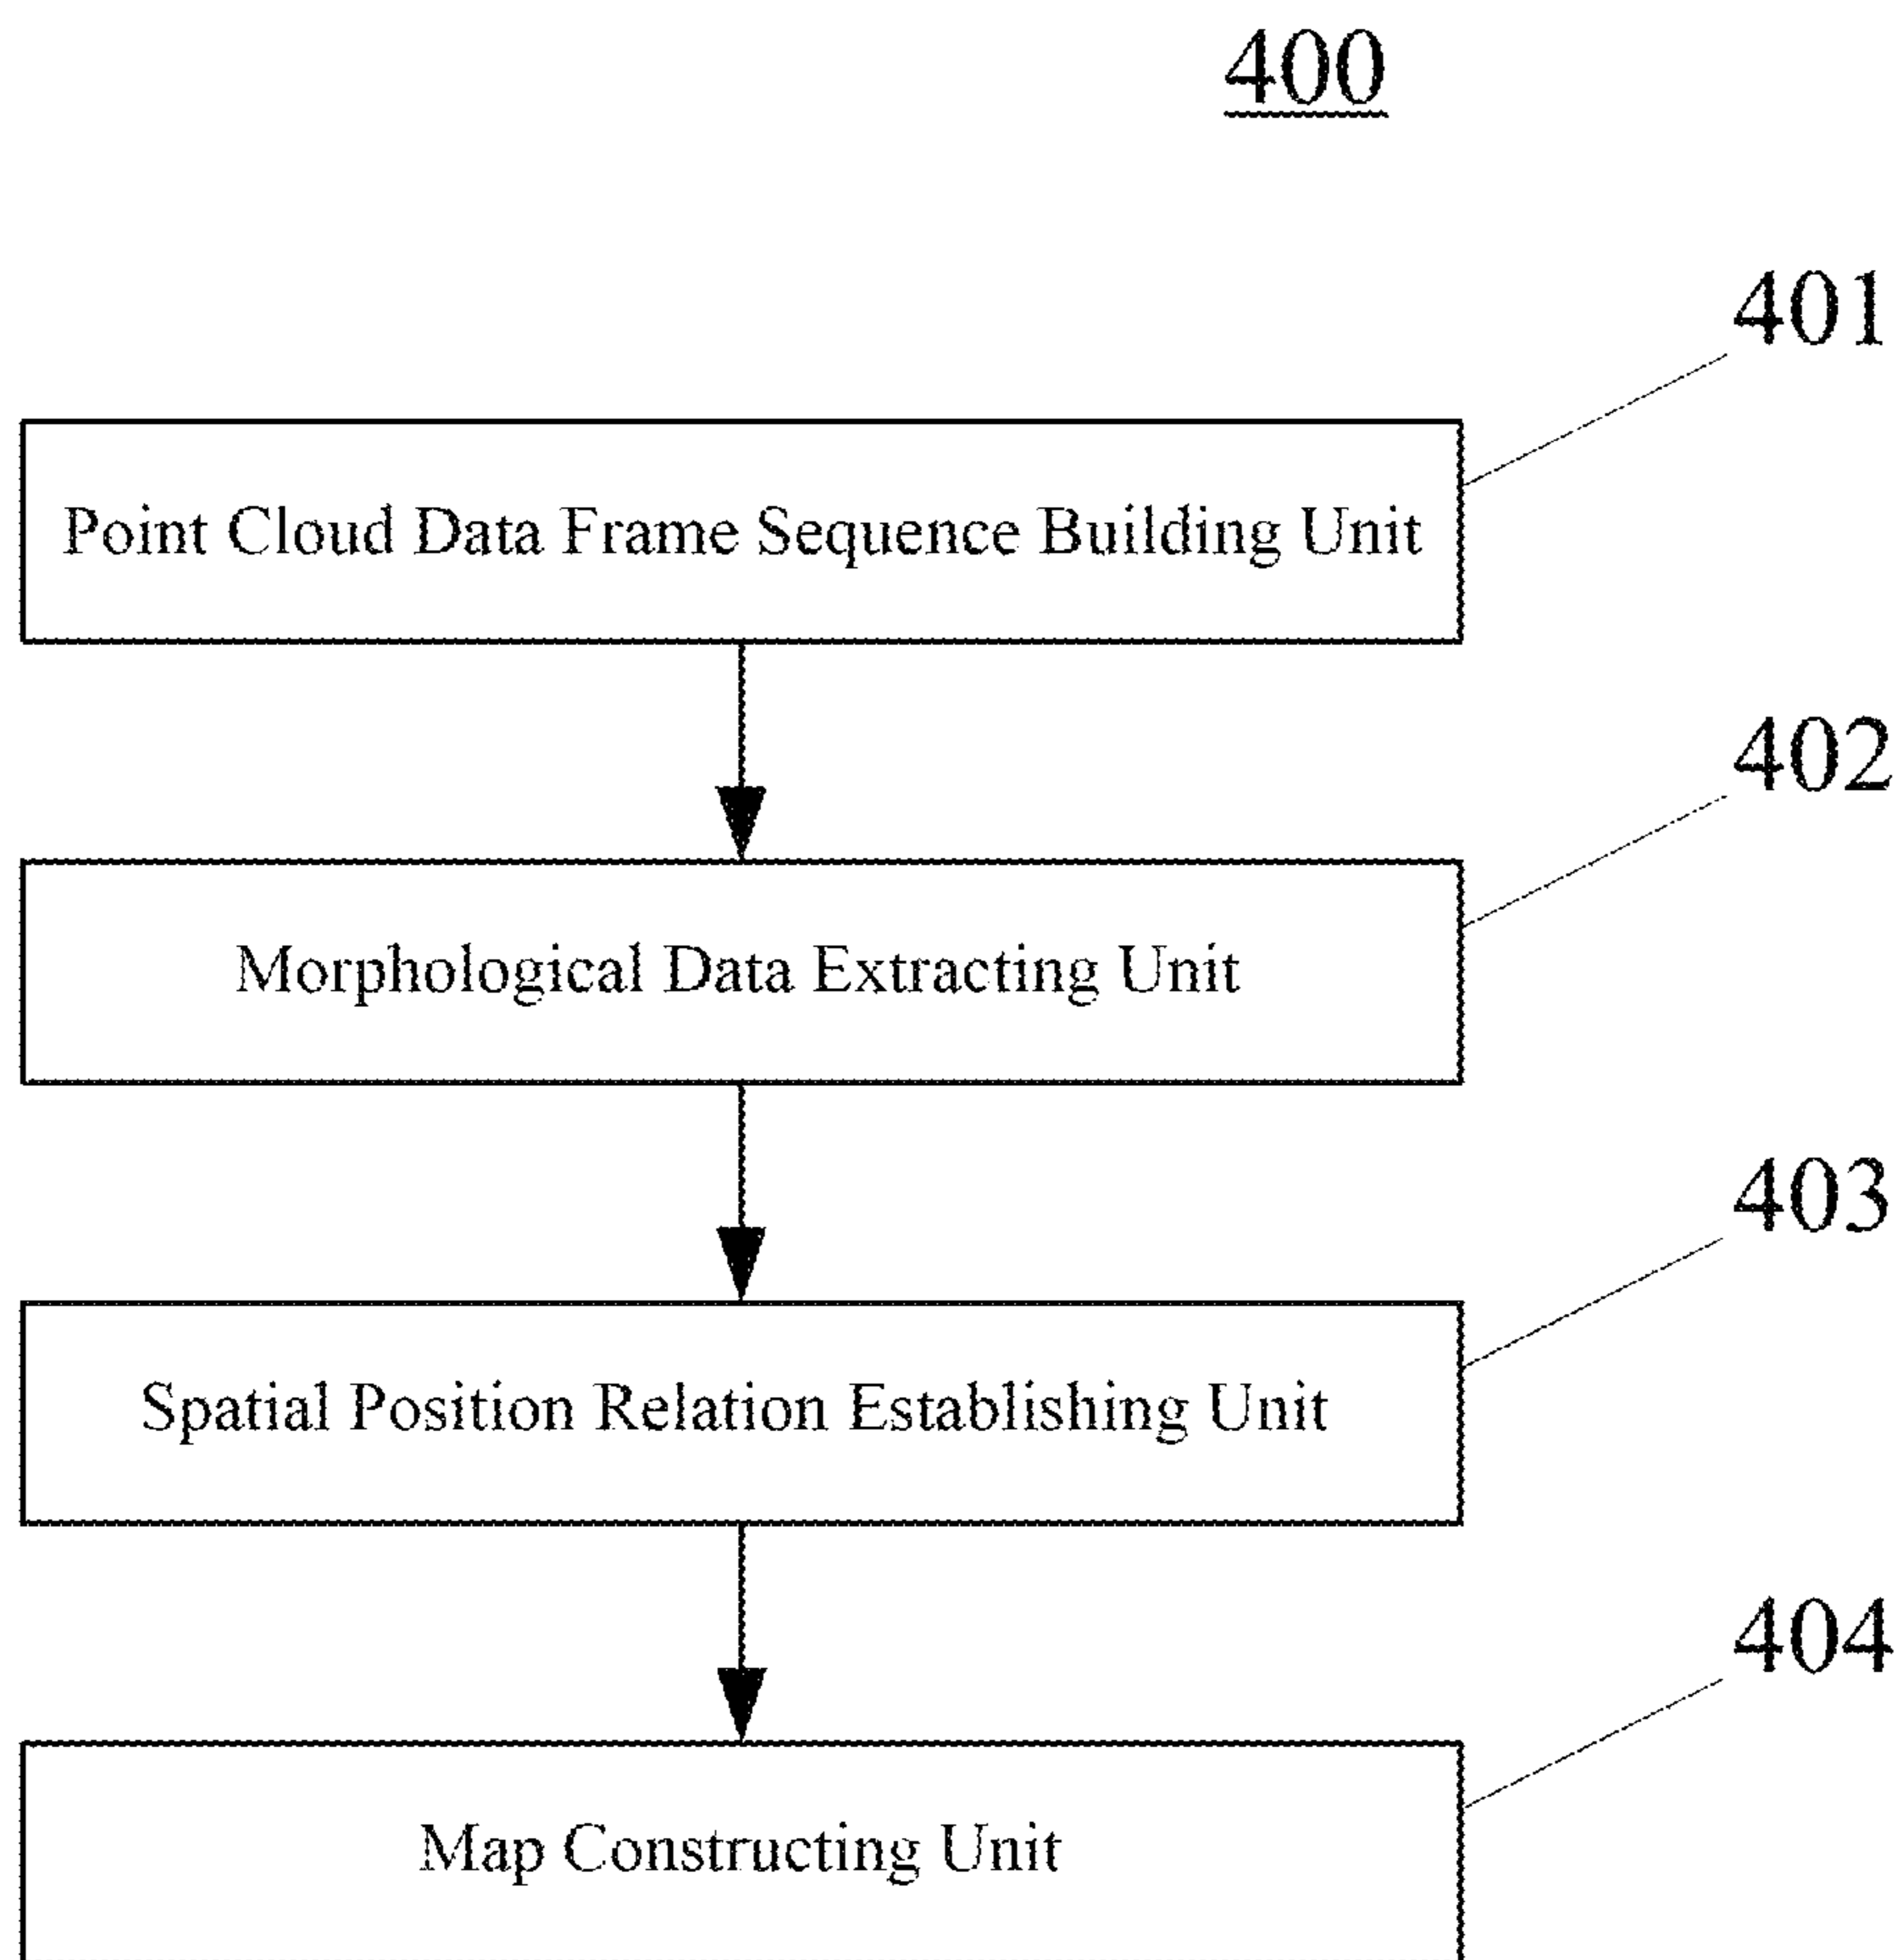 400
401
Point Cloud Data Frame Sequence Building Unit
402
Morphological Data Extracting Unit
403
Spatial Position Relation Establishing Unit
404
Map Constructing Unit